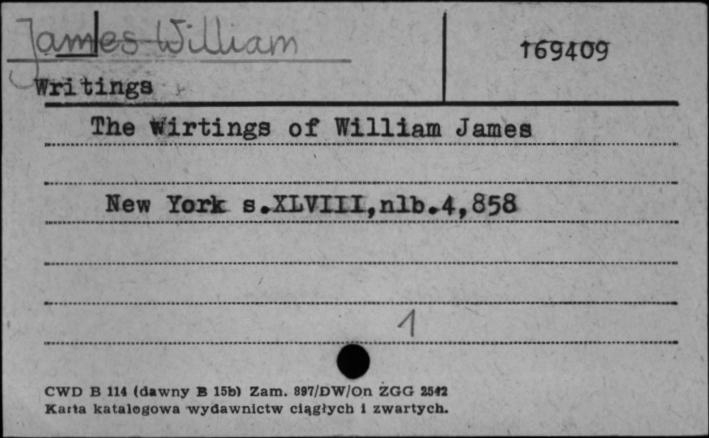 James William
169409
Writings
The Wirtings of William James
New York s.XLVIII,nlb.4,858
1
CWD B 114 (dawny B 15b) Zam. 897/DW/On ZGG 2542
Karta katalogowa wydawnictw ciągłych i zwartych.